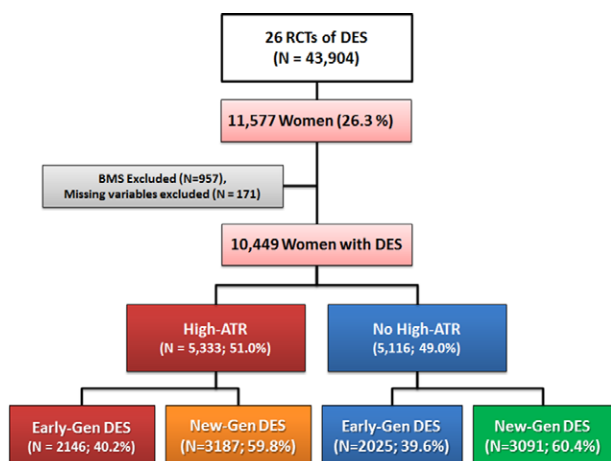 26 RCTs of DES
(N = 43,904)
11,577 Women (26.3 %)
BMS Excluded (N=957),
Missing variables excluded (N = 171)
10,449 Women with DES
High-ATR
(N = 5,333; 51.0%)
No High-ATR
(5,116; 49.0%)
Early-Gen DES
(N = 2146; 40.2%)
New-Gen DES
(N=3187; 59.8%)
Early-Gen DES
(N=2025; 39.6%)
New-Gen DES
(N=3091; 60.4%)